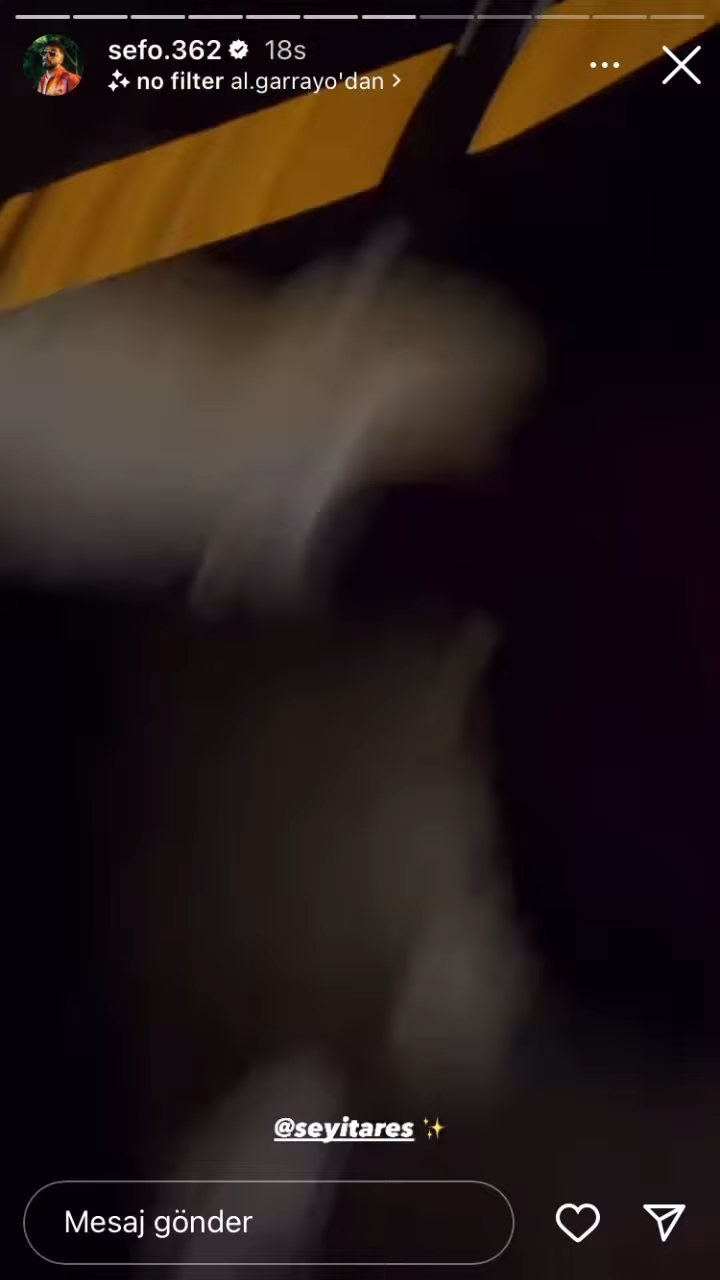 sefo.362 18s
no filter al.garrayo'dan >
@seyitares ✨
Mesaj gönder